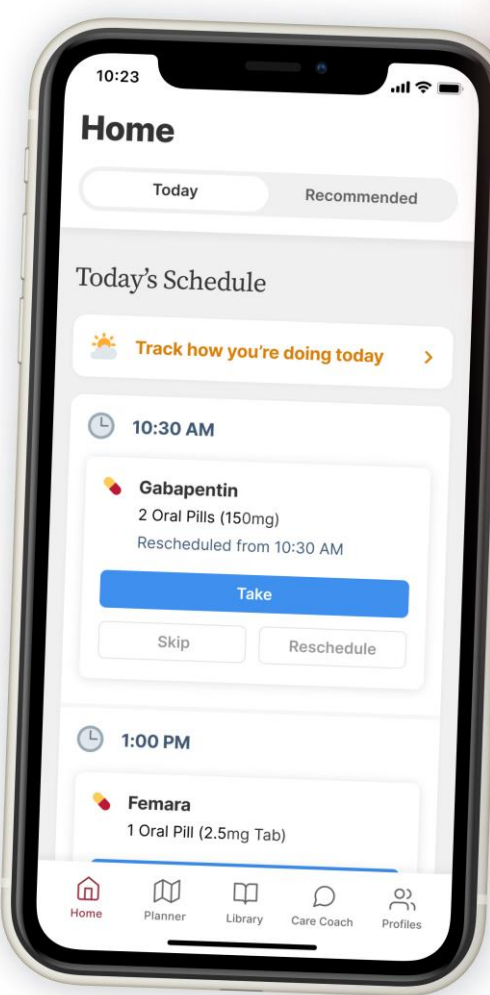 10:23
Home
Today Recommended
Today's Schedule
Track how you're doing today
10:30 AM
Gabapentin
2 Oral Pills (150mg)
Rescheduled from 10:30 AM
Take
Skip Reschedule
1:00 PM
Femara
1 Oral Pill (2.5mg Tab)
Home Planner Library Care Coach Profiles